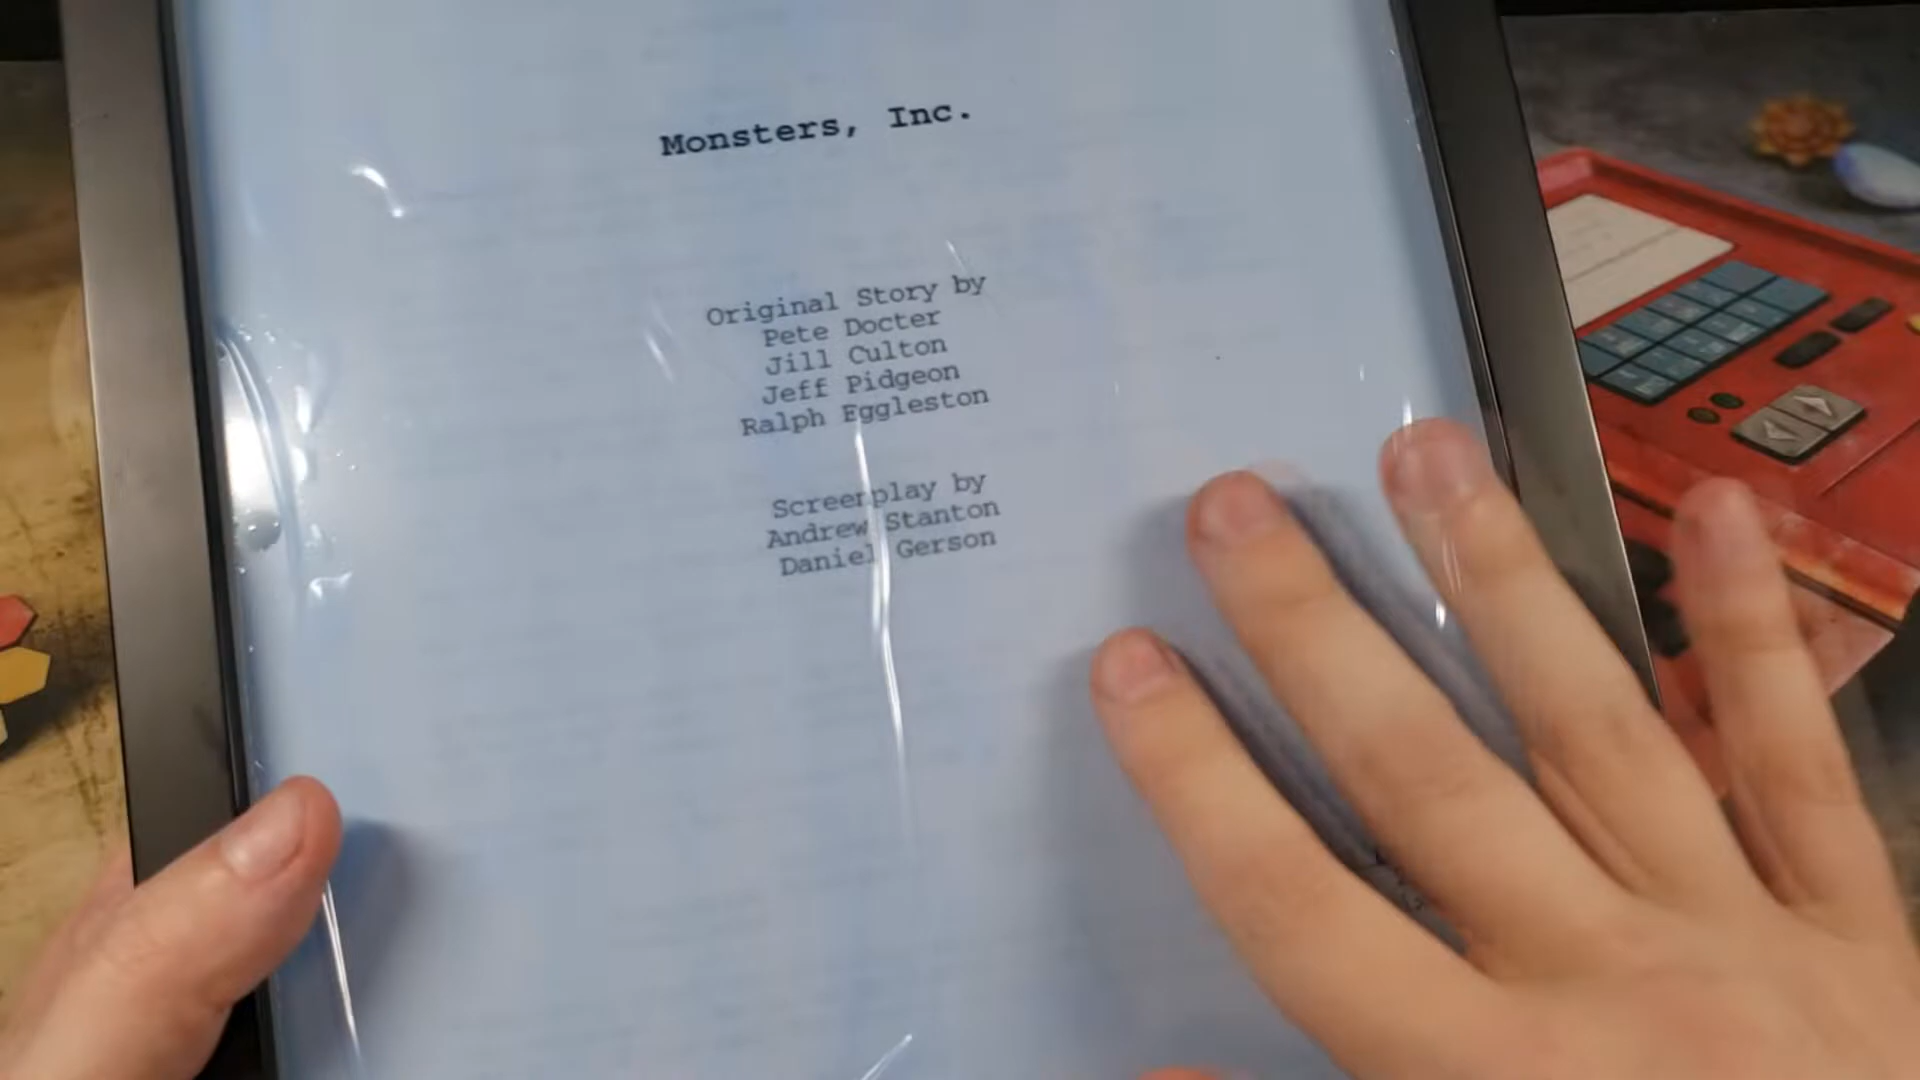 Monsters, Inc.
Original Story by
Pete Docter
Jill Culton
Jeff Pidgeon
Ralph Eggleston
Screenplay by
Andrew Stanton
Daniel Gerson